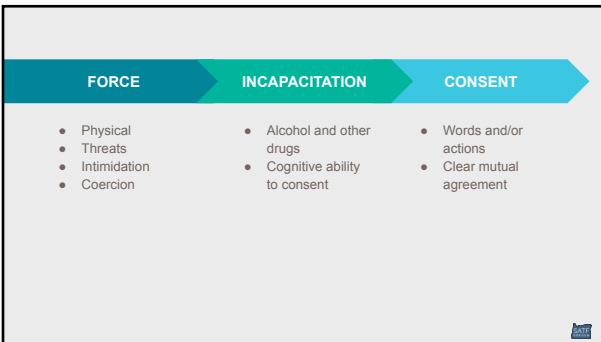 FORCE
INCAPACITATION
CONSENT
● Physical
● Threats
● Intimidation
● Coercion
● Alcohol and other
drugs
● Cognitive ability
to consent
● Words and/or
actions
● Clear mutual
agreement
SATF